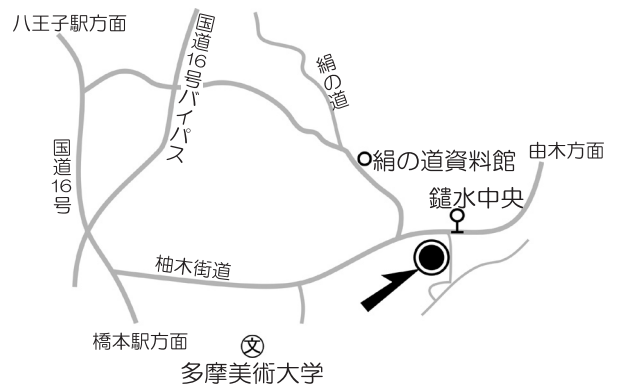 八王子駅方面
国道16号バイパス
絹の道
国道16号
絹の道資料館
由木方面
鑓水中央
柚木街道
橋本駅方面
文
多摩美術大学